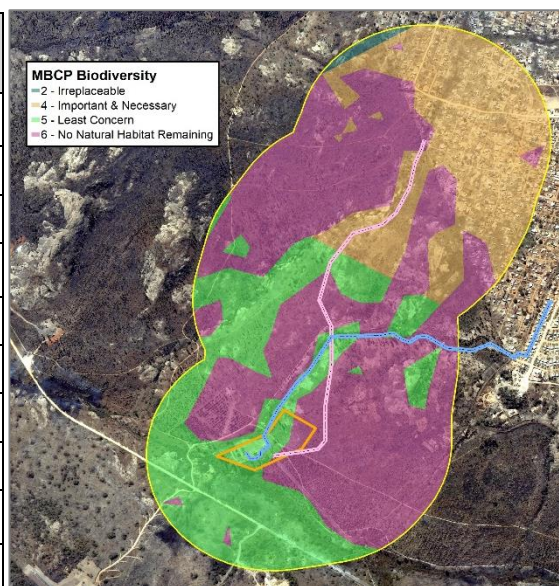 MBCP Biodiversity
2 - Irreplaceable
4 - Important & Necessary
5 - Least Concern
6 - No Natural Habitat Remaining